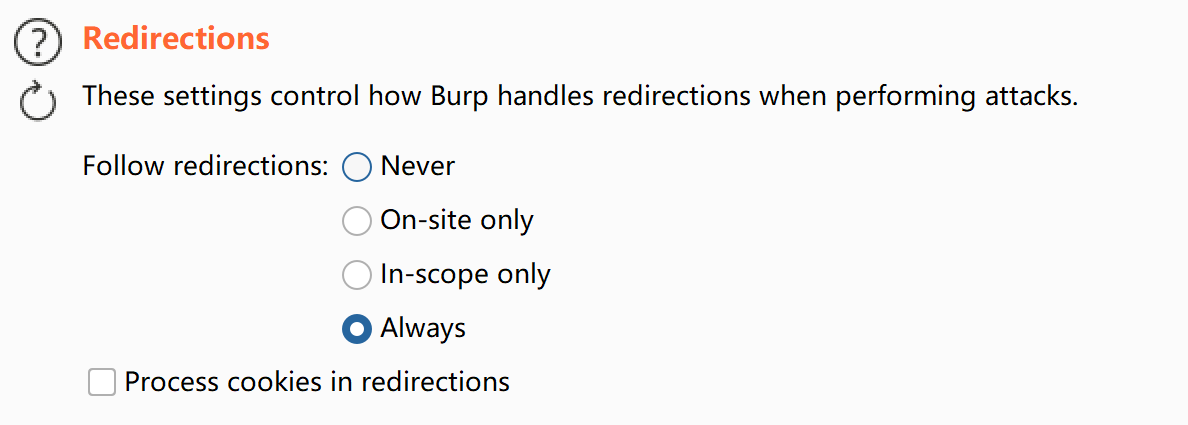 Redirections
These settings control how Burp handles redirections when performing attacks.
Follow redirections: Never
On-site only
In-scope only
Always
Process cookies in redirections